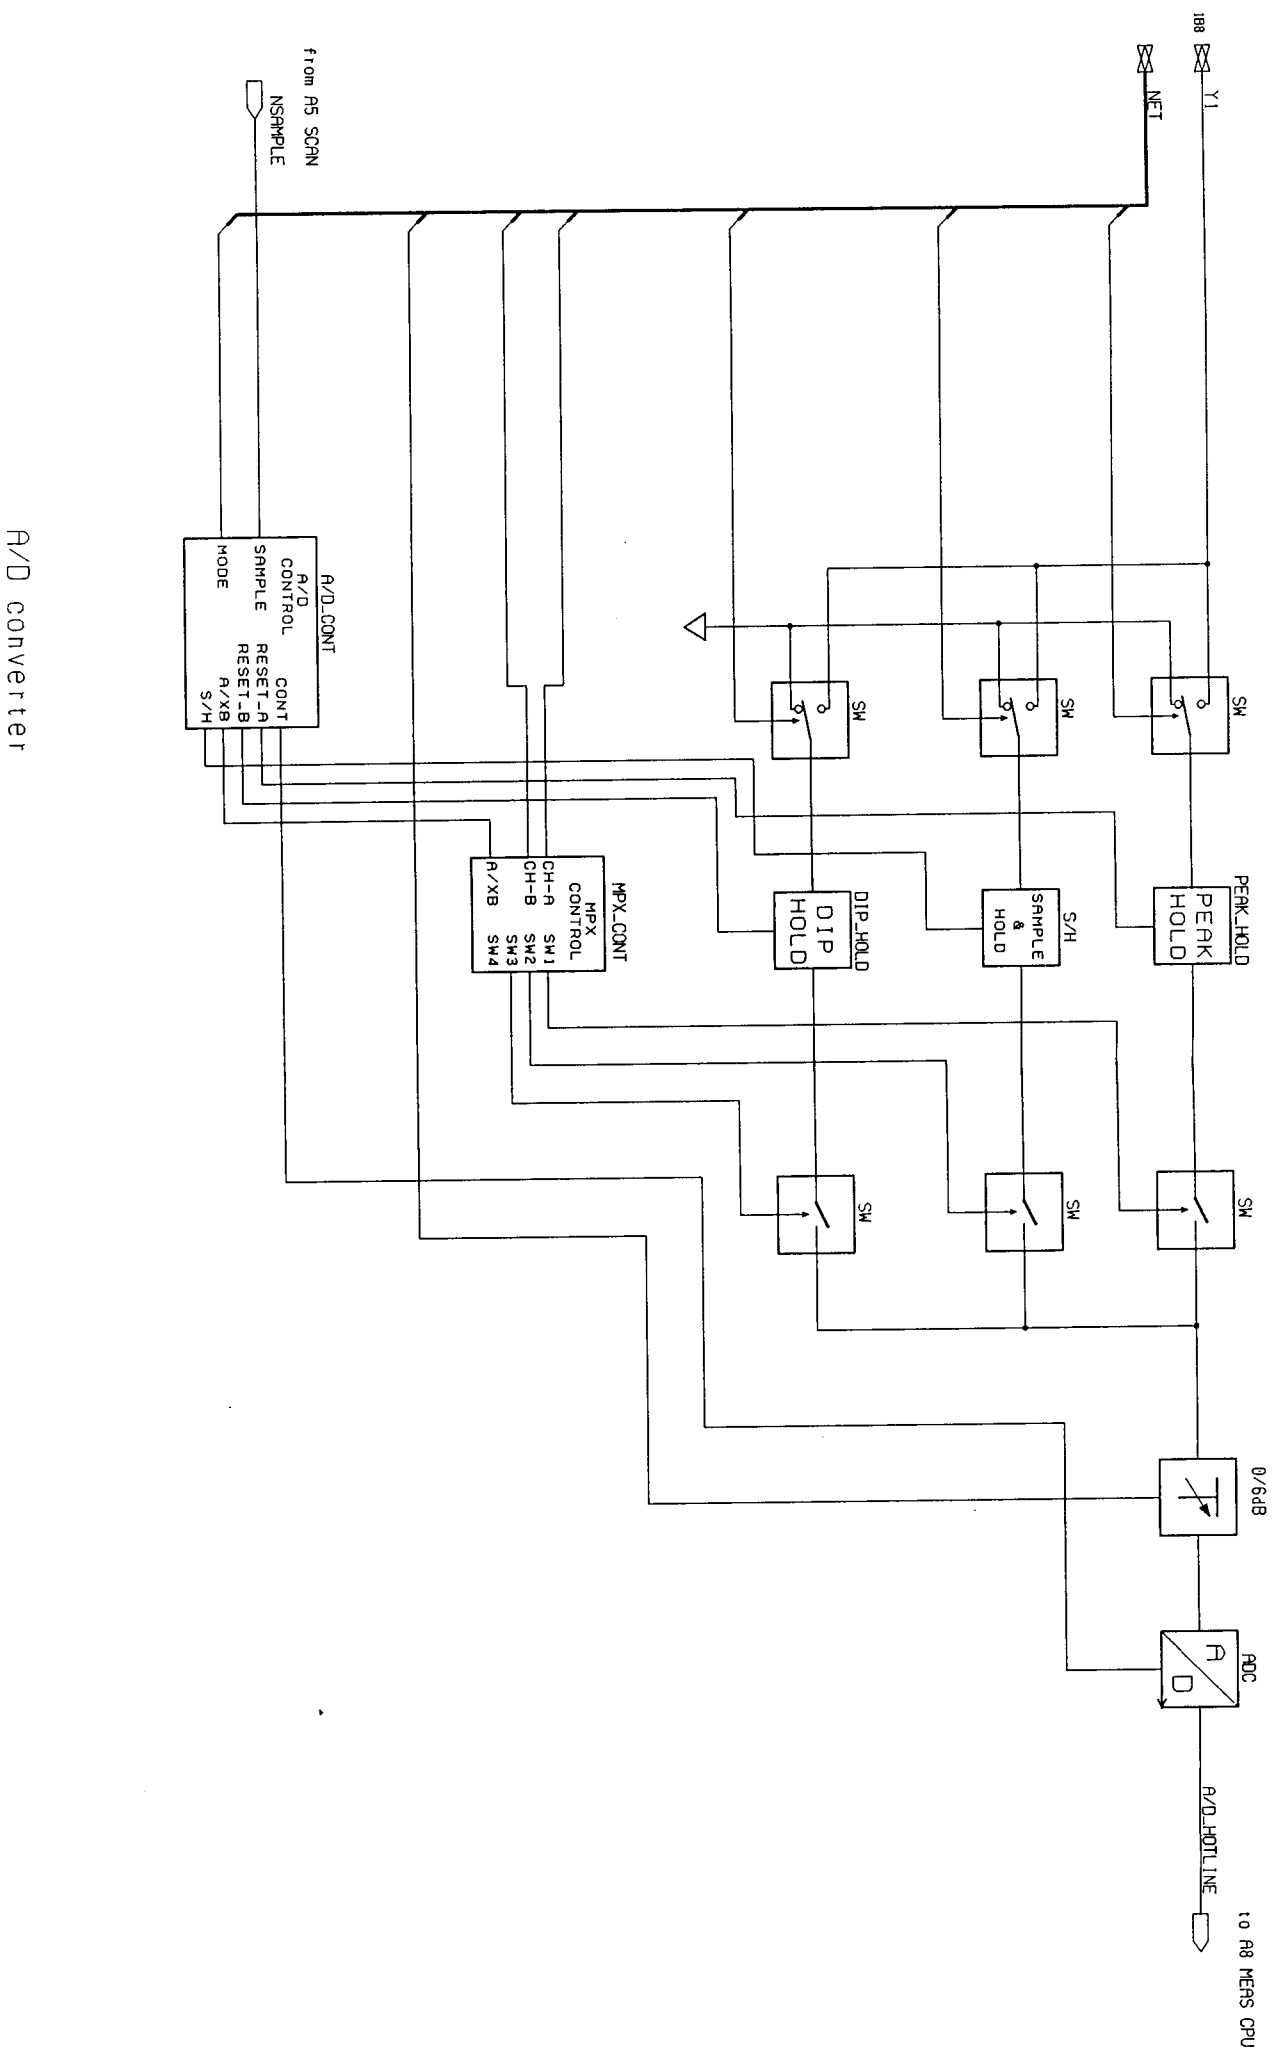 1B8
Y1
NET
from A5 SCAN
NSAMPLE
SW
SW
SW
PEAK_HOLD
PEAK
HOLD
S/H
SAMPLE
&
HOLD
DIP_HOLD
DIP
HOLD
SW
SW
SW
0/6dB
ADC
A
D
A/D_HOTLINE
to A8 MEAS CPU
MPX_CONT
MPX
CONTROL
CH-A
CH-B
A/XB
SW1
SW2
SW3
SW4
A/D_CONT
A/D
CONTROL
SAMPLE
MODE
CONT
RESET_A
RESET_B
A/XB
S/H
A/D converter